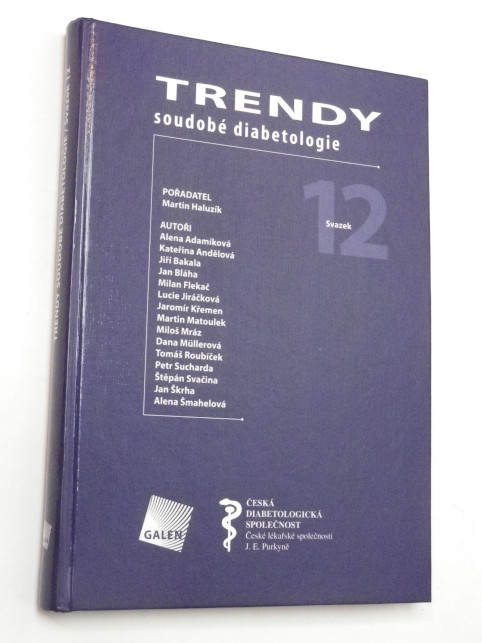 TRENDY SOUDOBÉ DIABETOLOGIE / Svazek 12
TRENDY
soudobé diabetologie
12
Svazek
POŘADATEL
Martin Haluzík
AUTOŘI
Alena Adamíková
Kateřina Andělová
Jiří Bakala
Jan Bláha
Milan Flekač
Lucie Jiráčková
Jaromír Křemen
Martin Matoulek
Miloš Mráz
Dana Müllerová
Tomáš Roubíček
Petr Sucharda
Štěpán Svačina
Jan Škrha
Alena Šmahelová
GALÉN
ČESKÁ
DIABETOLOGICKÁ
SPOLEČNOST
České lékařské společnosti
J. E. Purkyně